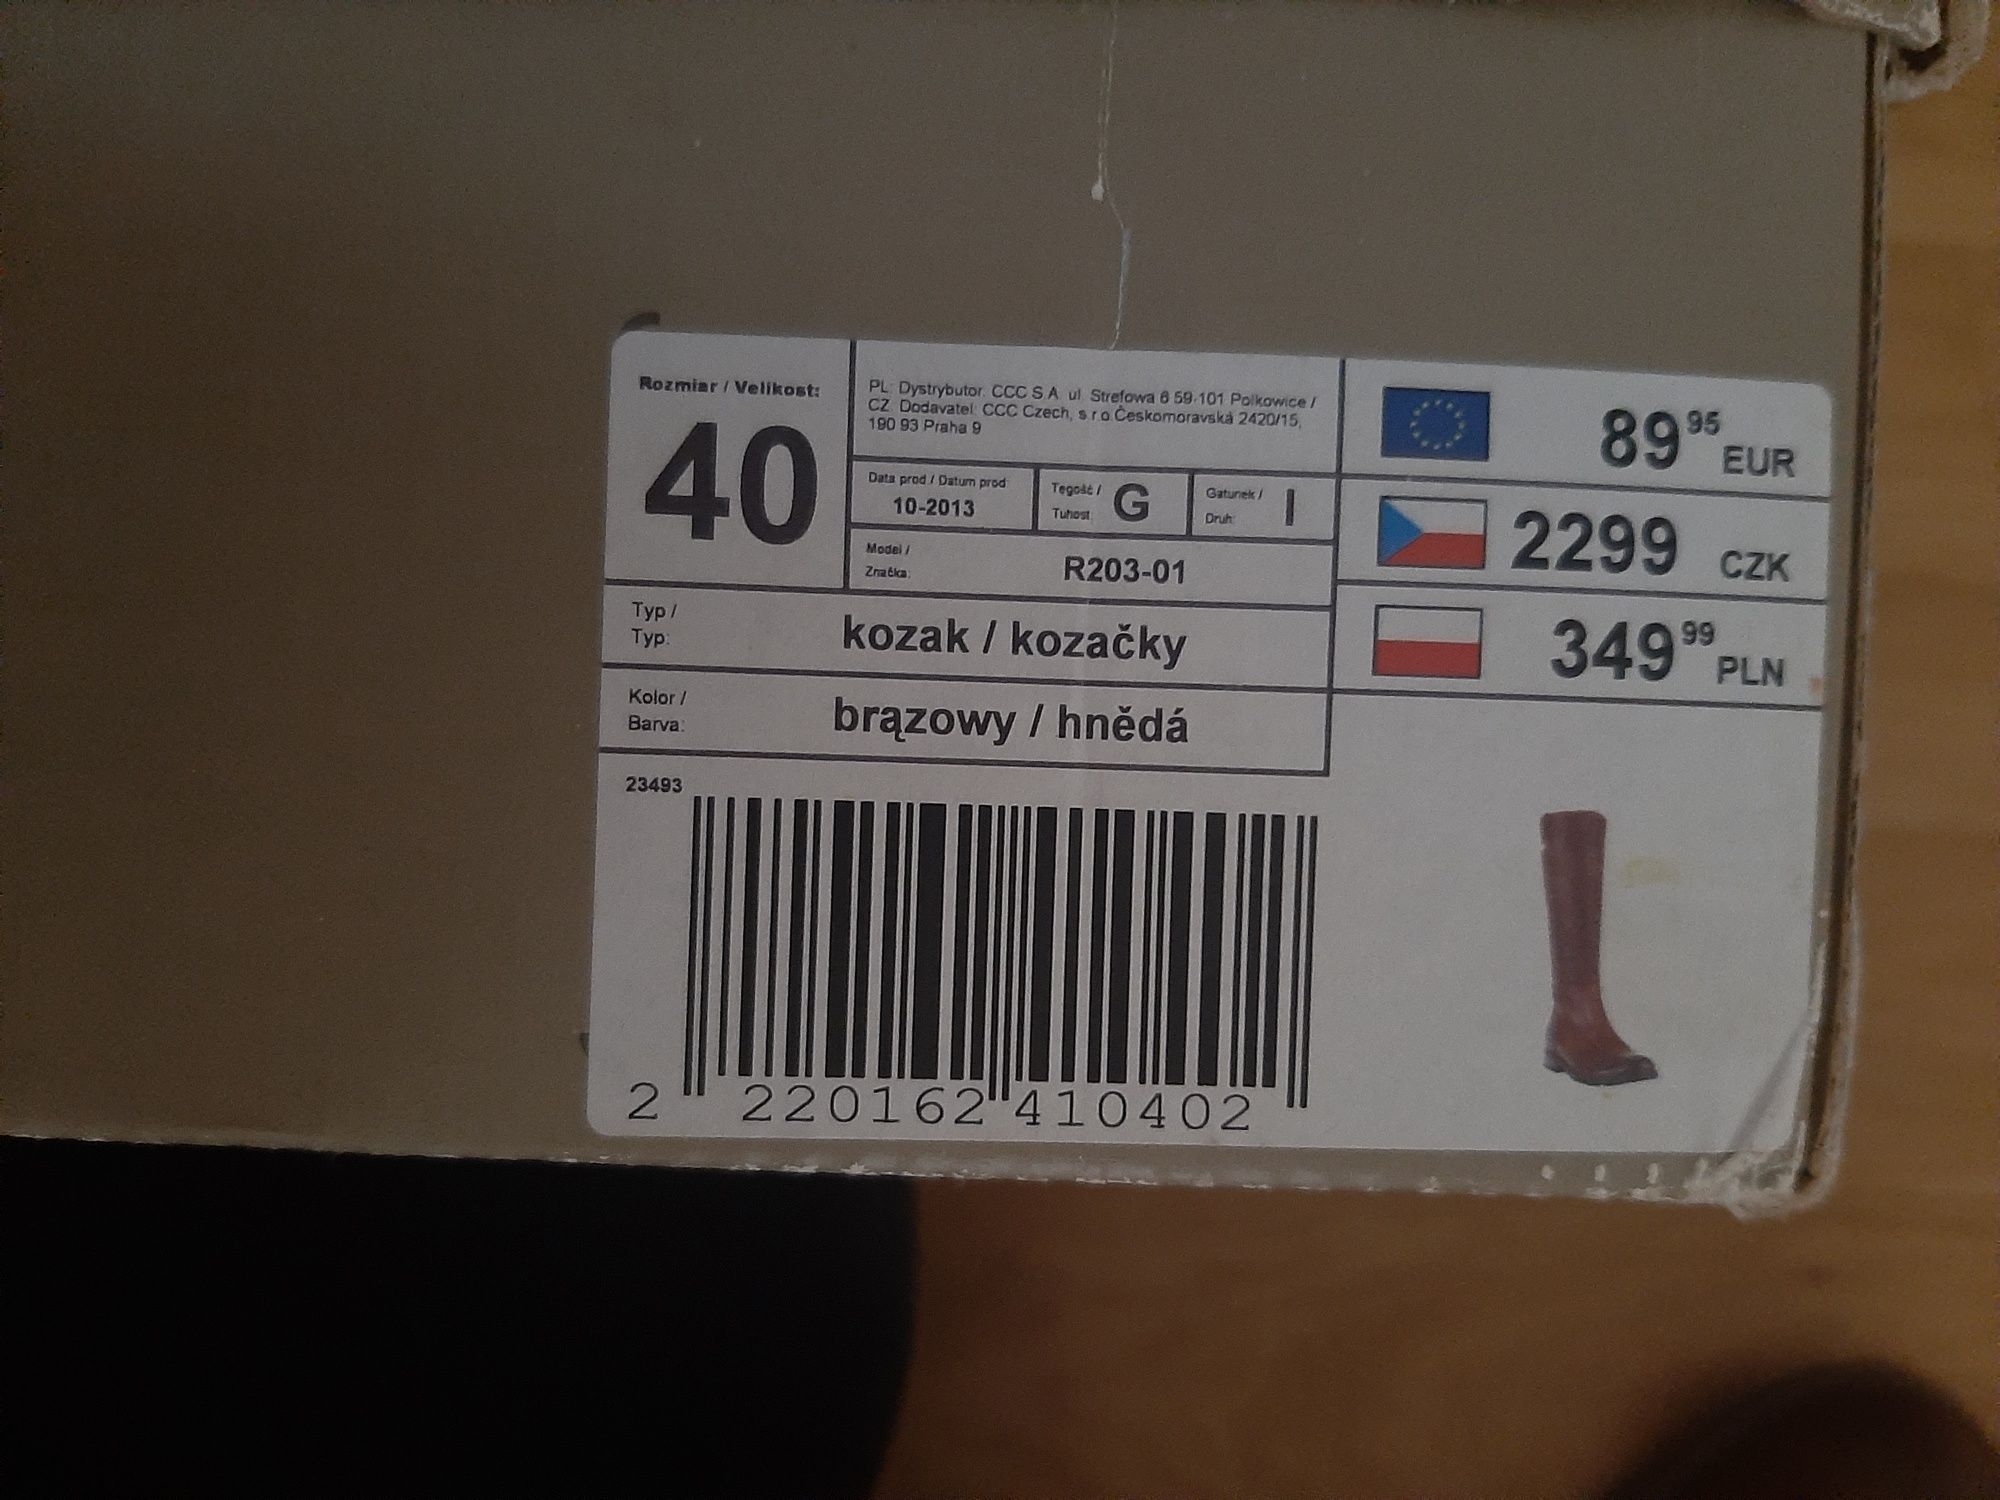 Rozmiar / Velikost:
40
PL: Dystrybutor: CCC S.A. ul. Strefowa 6 59-101 Polkowice /
CZ: Dodavatel: CCC Czech, s r o Českomoravská 2420/15,
190 93 Praha 9
Data prod / Datum prod:
10-2013
Tęgość /
Tuhost:
G
Gatunek /
Druh:
I
Model /
Značka:
R203-01
Typ /
Typ:
kozak / kozačky
Kolor /
Barva:
brązowy / hnědá
89 95 EUR
2299 CZK
349 99 PLN
23493
2 220162 410402